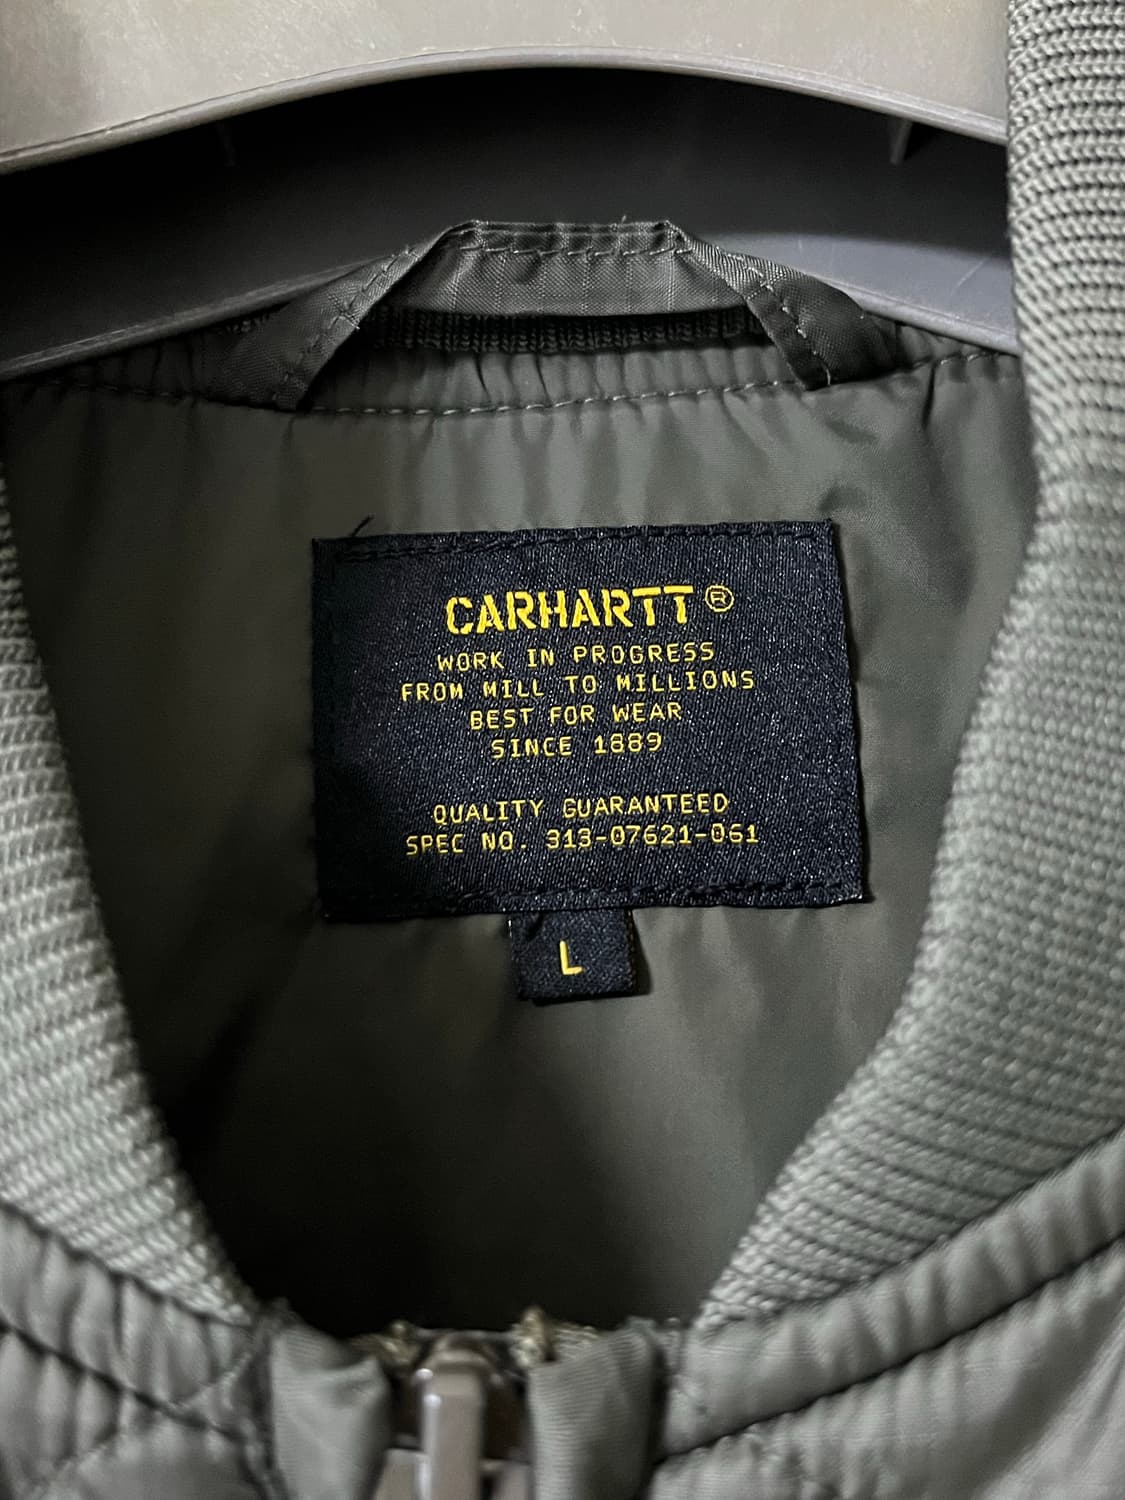 CARHARTT®
WORK IN PROGRESS
FROM MILL TO MILLIONS
BEST FOR WEAR
SINCE 1889
QUALITY GUARANTEED
SPEC NO. 313-07621-061
L